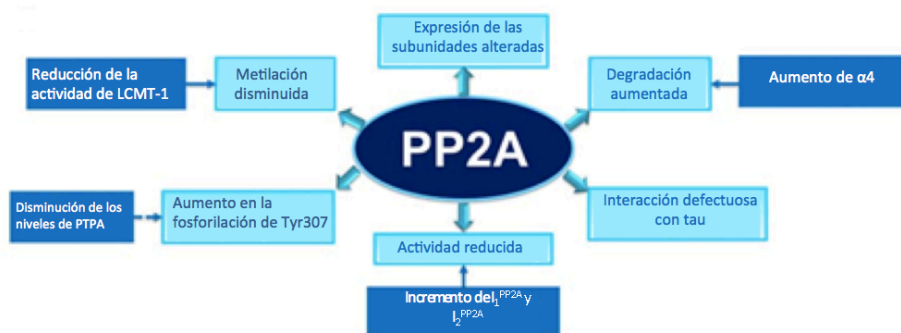 Expresión de las
subunidades alteradas
Reducción de la
actividad de LCMT-1
Metilación
disminuida
Degradación
aumentada
Aumento de α4
PP2A
Disminución de los
niveles de PTPA
Aumento en la
fosforilación de Tyr307
Interacción defectuosa
con tau
Actividad reducida
Incremento de I₁ᴾᴾ²ᴬ y
I₂ᴾᴾ²ᴬ